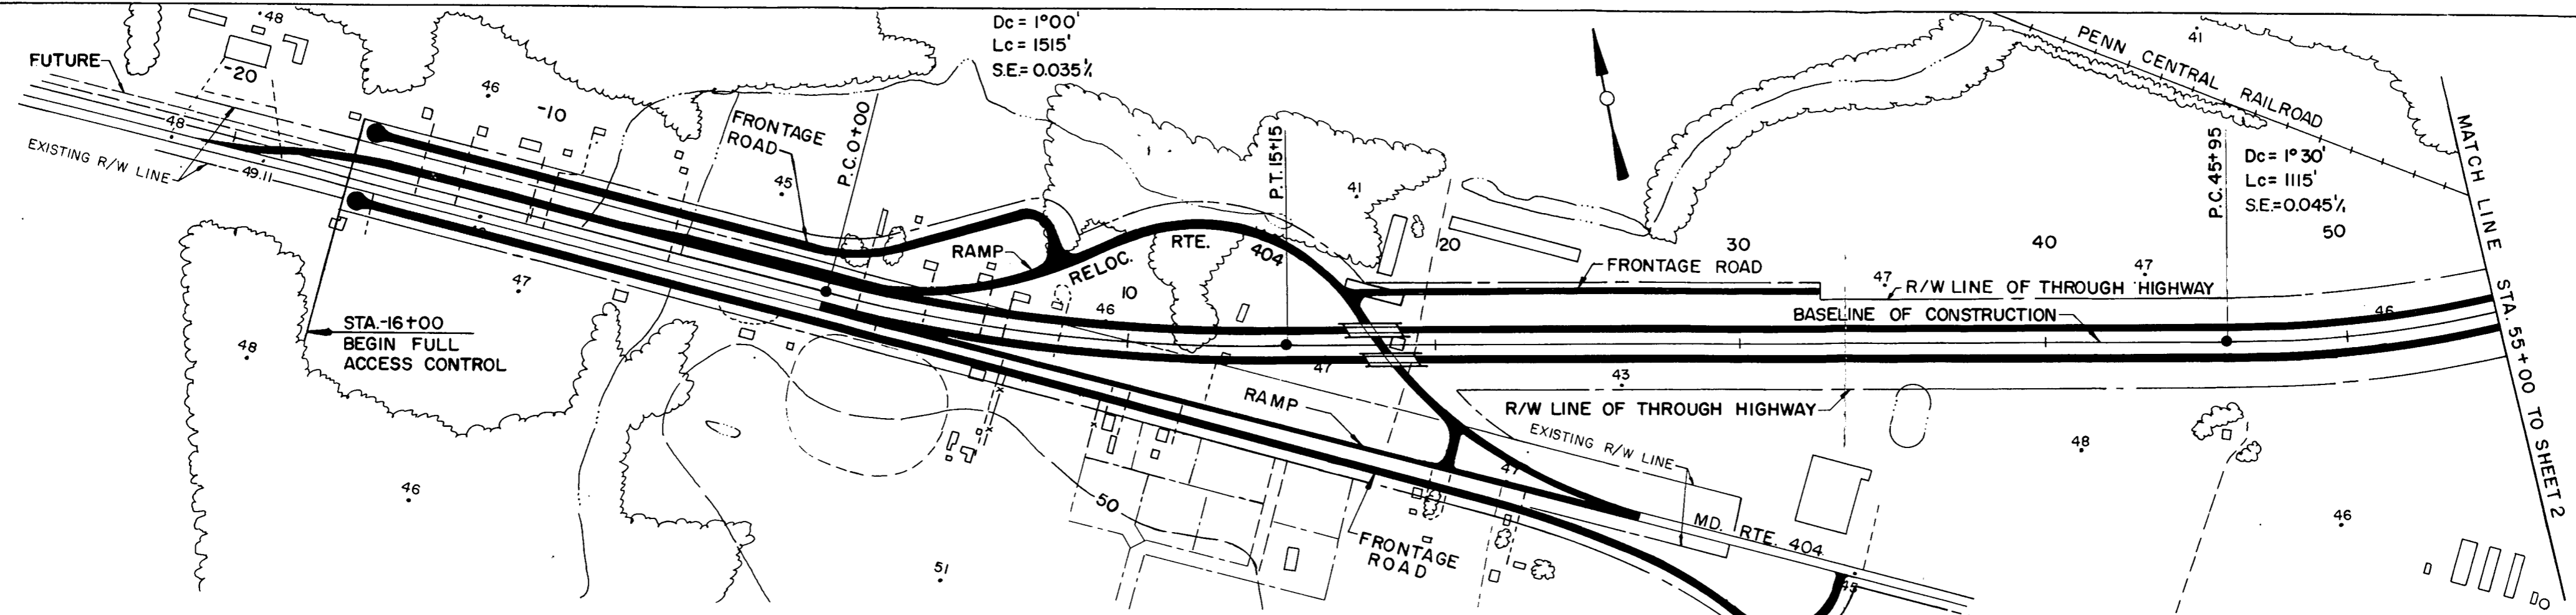 48
FUTURE
-20
46
-10
Dc = 1°00'
Lc = 1515'
S.E.= 0.035'/,
41
PENN CENTRAL RAILROAD
MATCH LINE STA. 55+00 TO SHEET 2
48
EXISTING R/W LINE
49.11
FRONTAGE
ROAD
P.C. 0+00
45
P.T. 15+15
41
P.C. 45+95
Dc = 1°30'
Lc = 1115'
S.E.= 0.045'/,
50
RAMP
RELOC.
RTE.
404
20
30
40
FRONTAGE ROAD
47
47
R/W LINE OF THROUGH HIGHWAY
BASELINE OF CONSTRUCTION
46
47
10
46
STA.-16+00
BEGIN FULL
ACCESS CONTROL
48
47
43
RAMP
R/W LINE OF THROUGH HIGHWAY
EXISTING R/W LINE
48
47
46
50
MD. RTE. 404
46
FRONTAGE
ROAD
51
45